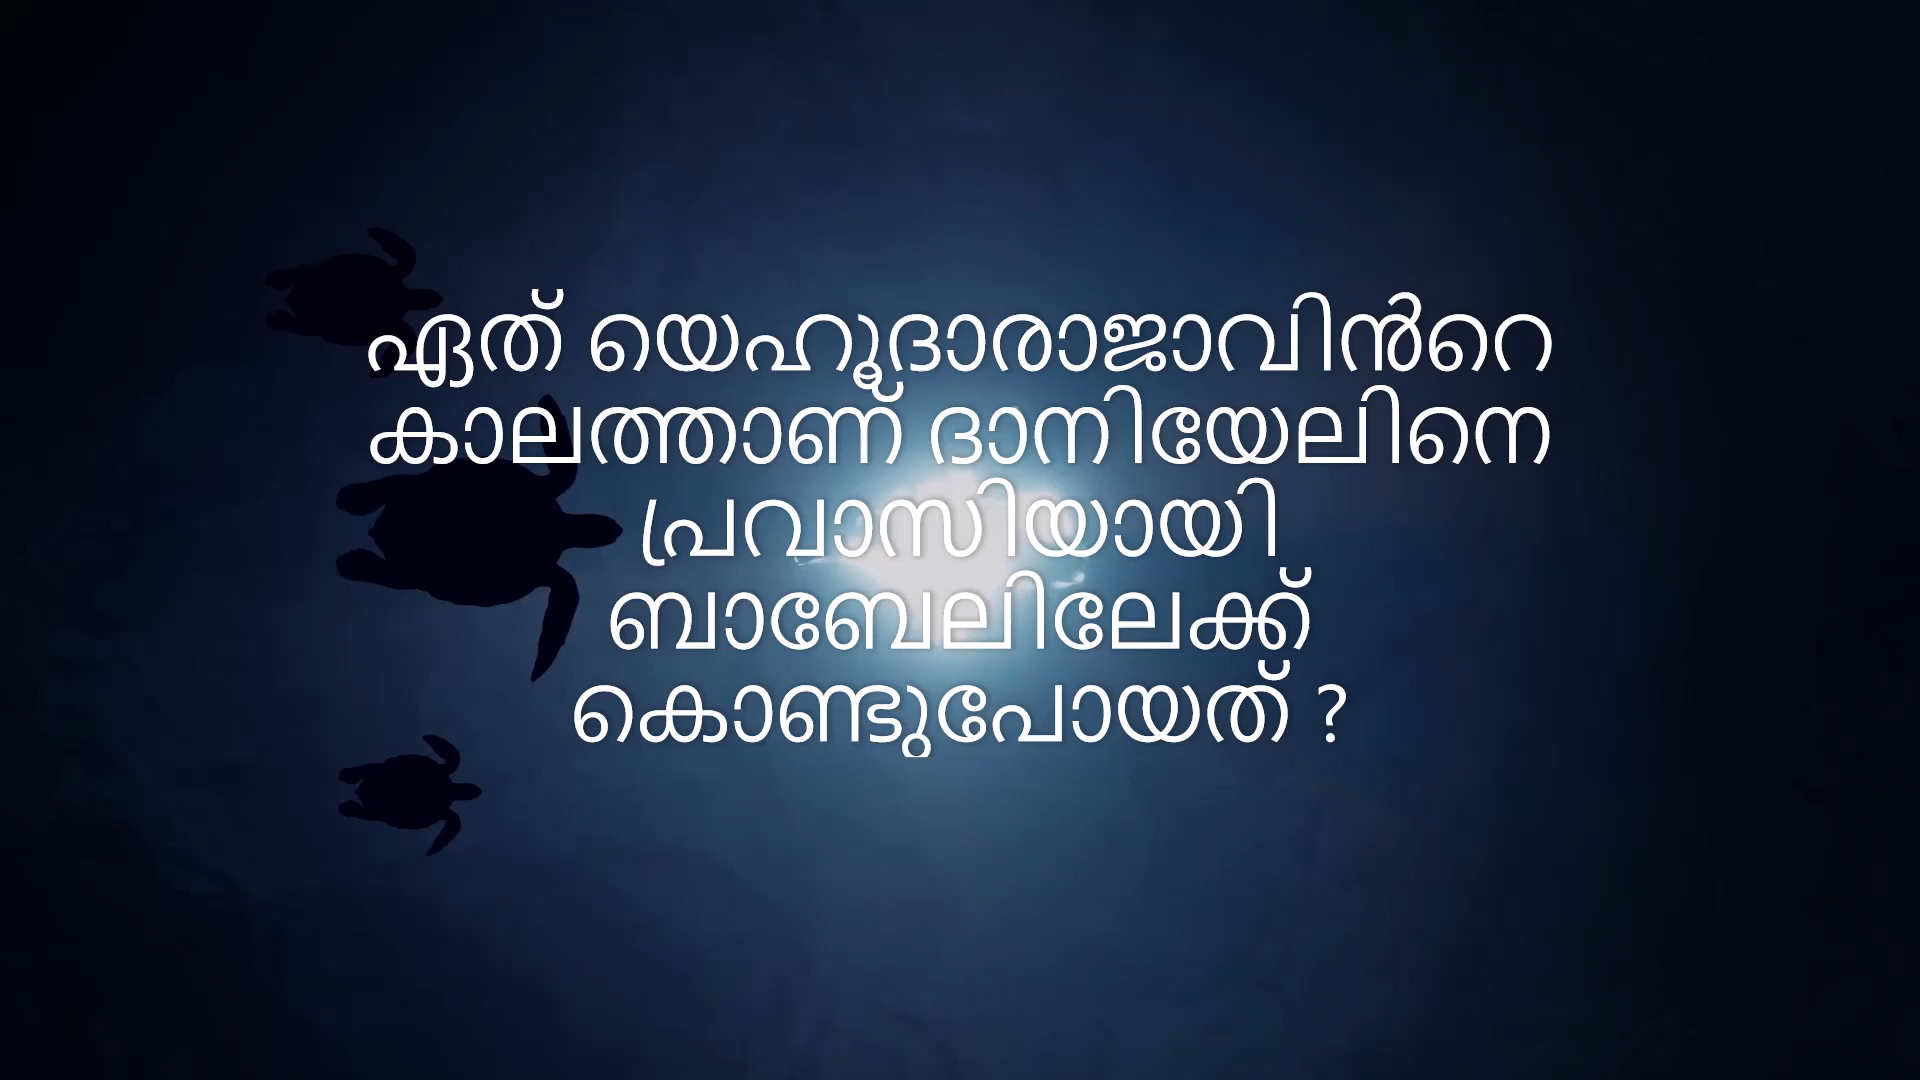 ഏത് യെഹൂദാരാജാവിൻറെ
കാലത്താണ് ദാനിയേലിനെ
പ്രവാസിയായി
ബാബേലിലേക്ക്
കൊണ്ടുപോയത് ?